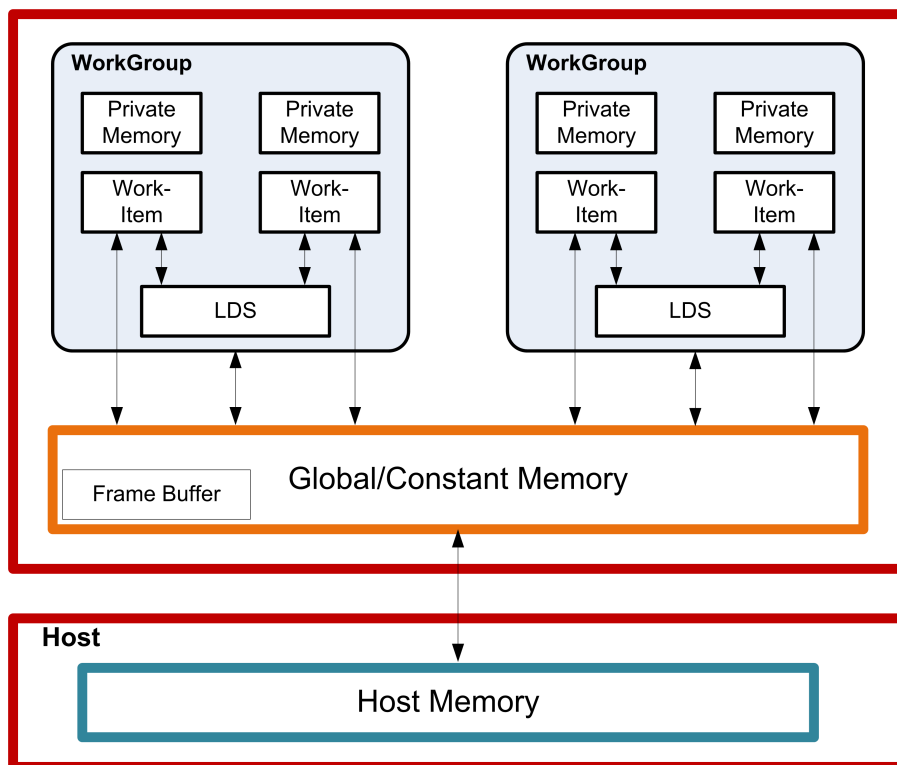 WorkGroup
Private
Memory
Private
Memory
Work-
Item
Work-
Item
LDS
WorkGroup
Private
Memory
Private
Memory
Work-
Item
Work-
Item
LDS
Global/Constant Memory
Frame Buffer
Host
Host Memory